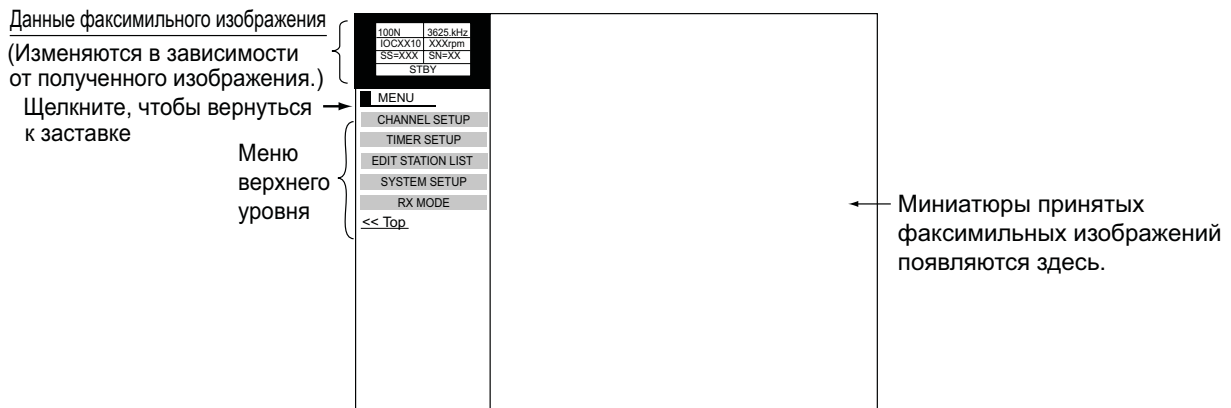 Данные факсимильного изображения
(Изменяются в зависимости
от полученного изображения.)
Щелкните, чтобы вернуться
к заставке
Меню
верхнего
уровня
100N 3625.kHz
IOCXX10 XXXrpm
SS=XXX SN=XX
STBY
MENU
CHANNEL SETUP
TIMER SETUP
EDIT STATION LIST
SYSTEM SETUP
RX MODE
<< Top
Миниатюры принятых
факсимильных изображений
появляются здесь.